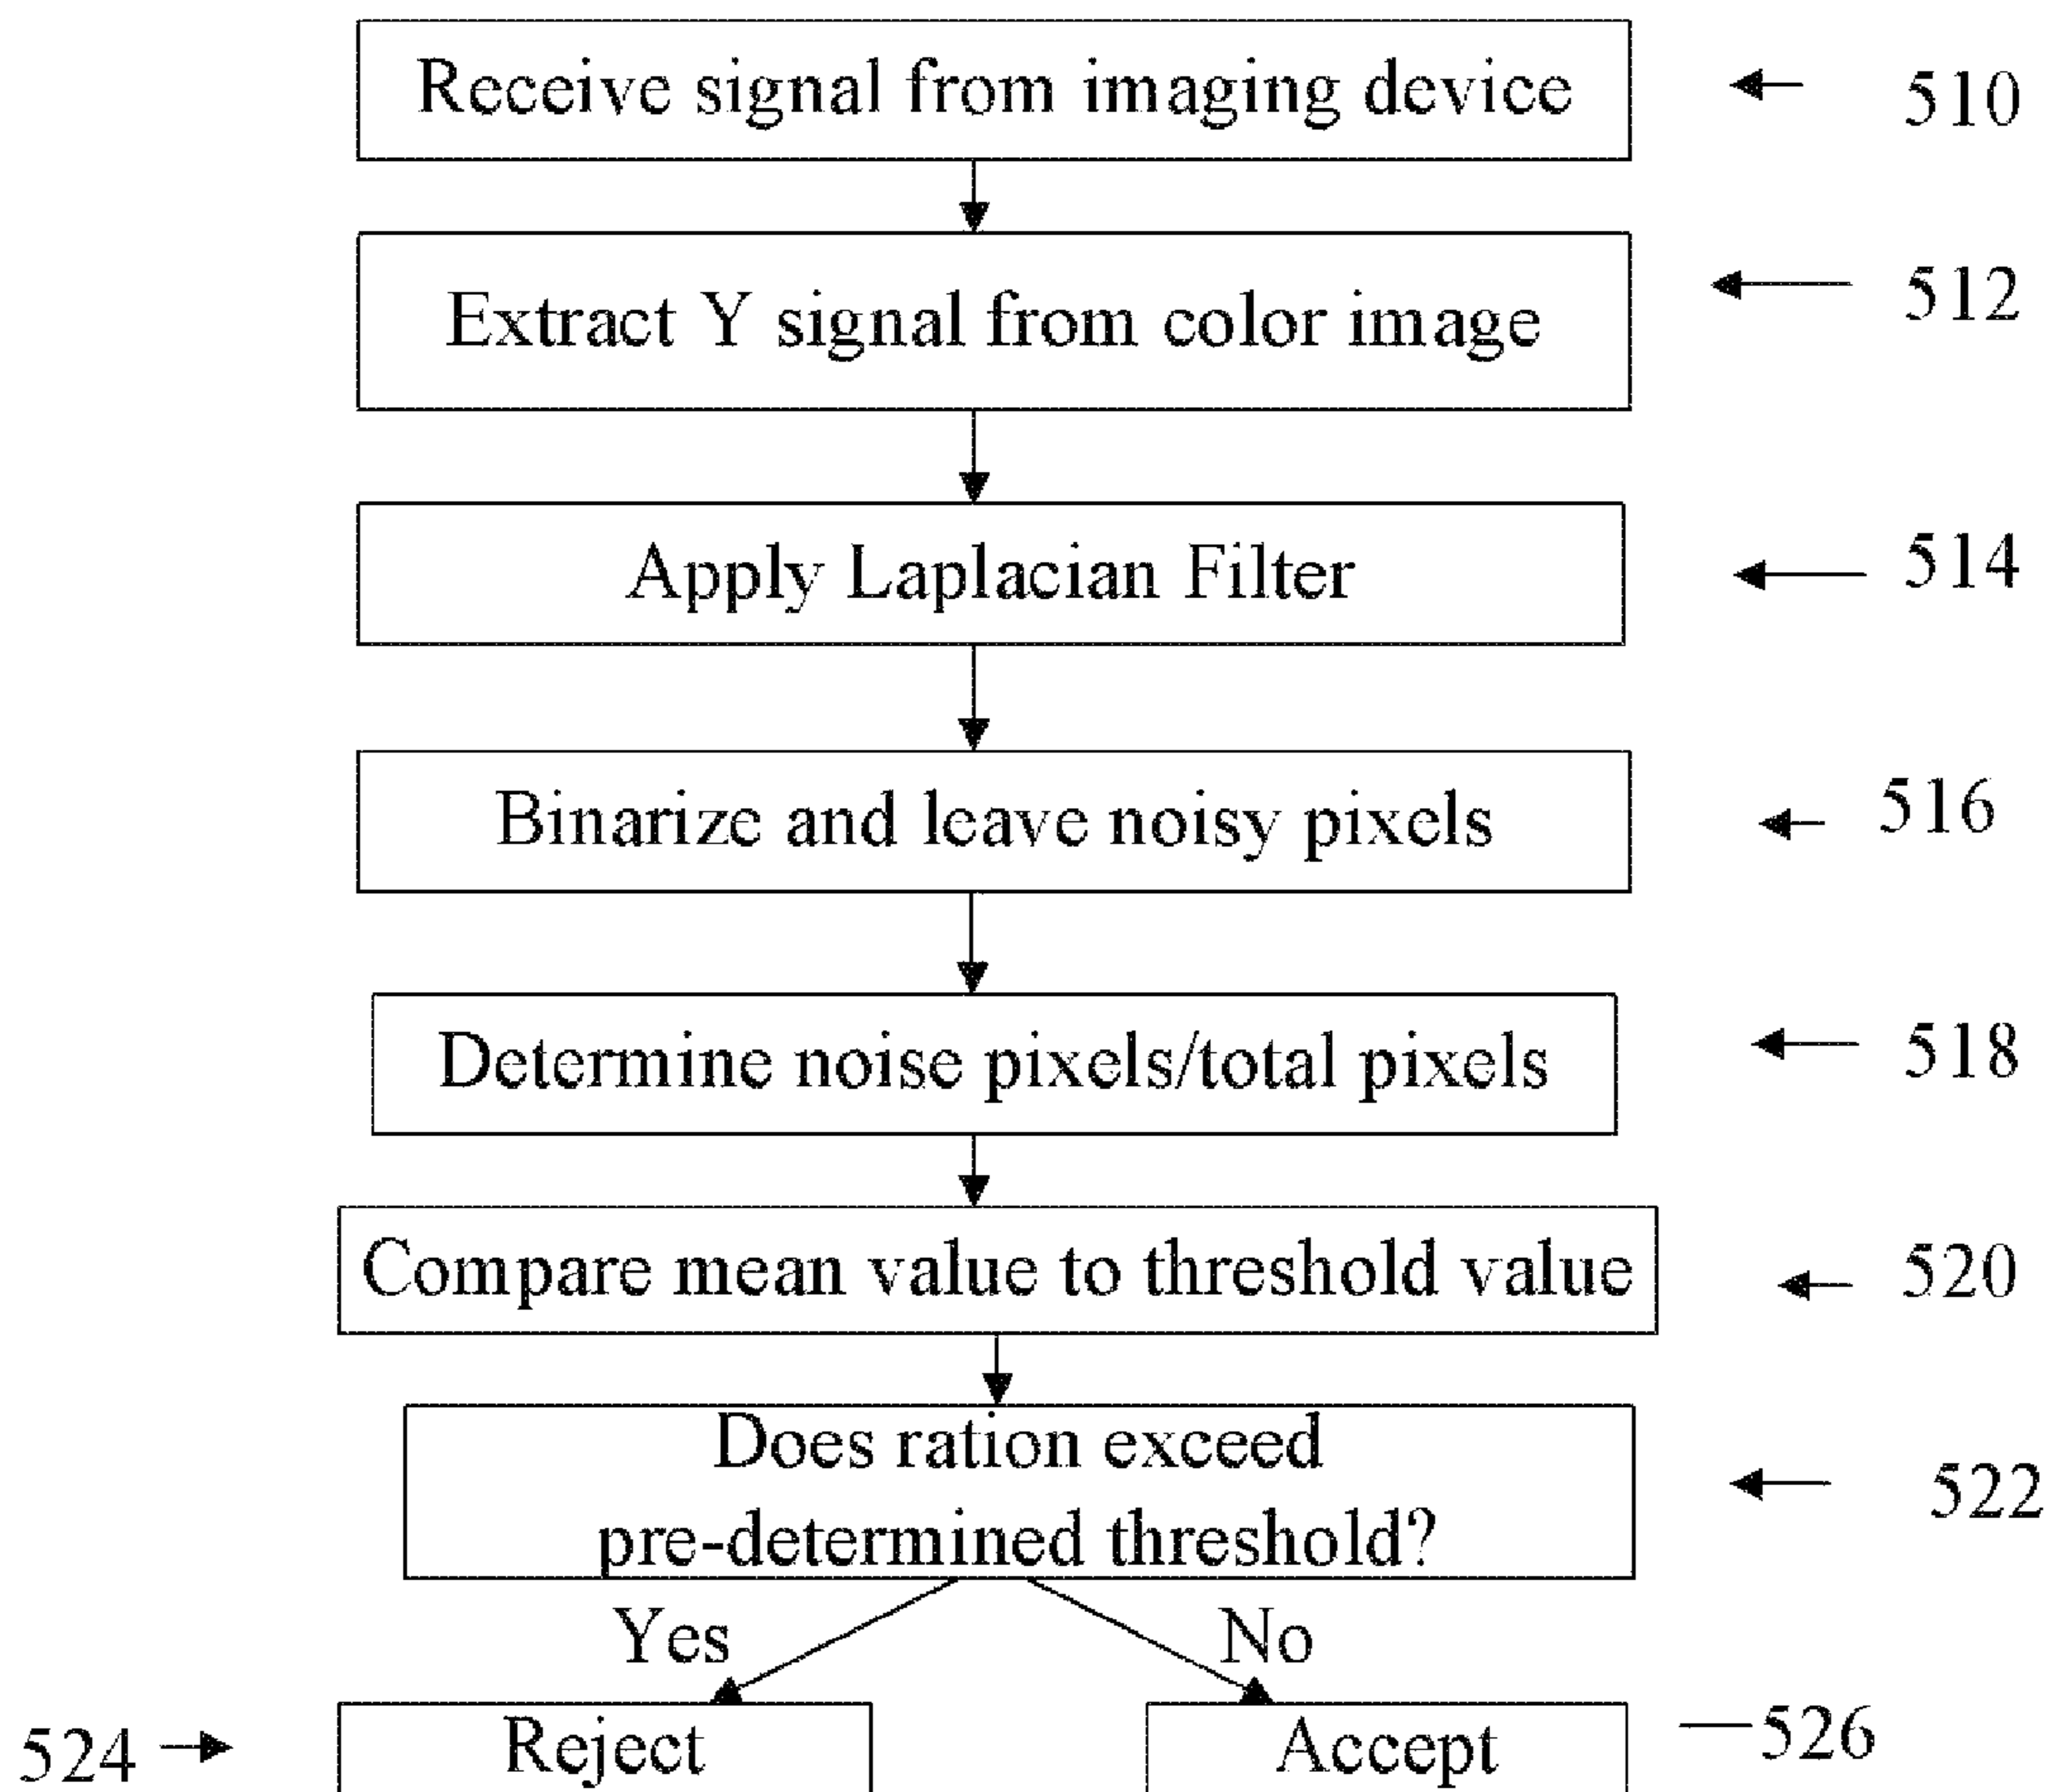 Receive signal from imaging device
510
Extract Y signal from color image
512
Apply Laplacian Filter
514
Binarize and leave noisy pixels
516
Determine noise pixels/total pixels
518
Compare mean value to threshold value
520
Does ration exceed
pre-determined threshold?
522
Yes
No
524
Reject
Accept
526